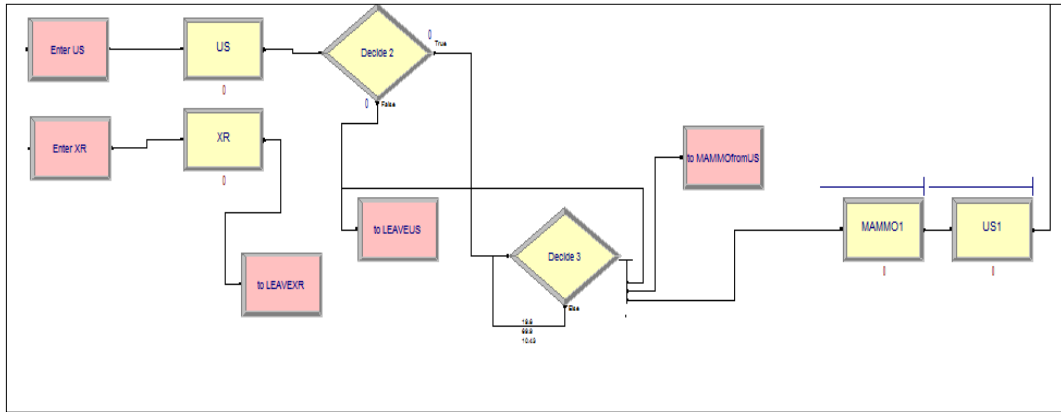 Enter US
US
Decide 2
0
True
0
False
0
Enter XR
XR
0
to LEAVEXR
to LEAVEUS
Decide 3
Else
to MAMMOfromUS
MAMMO1
US1
0
0